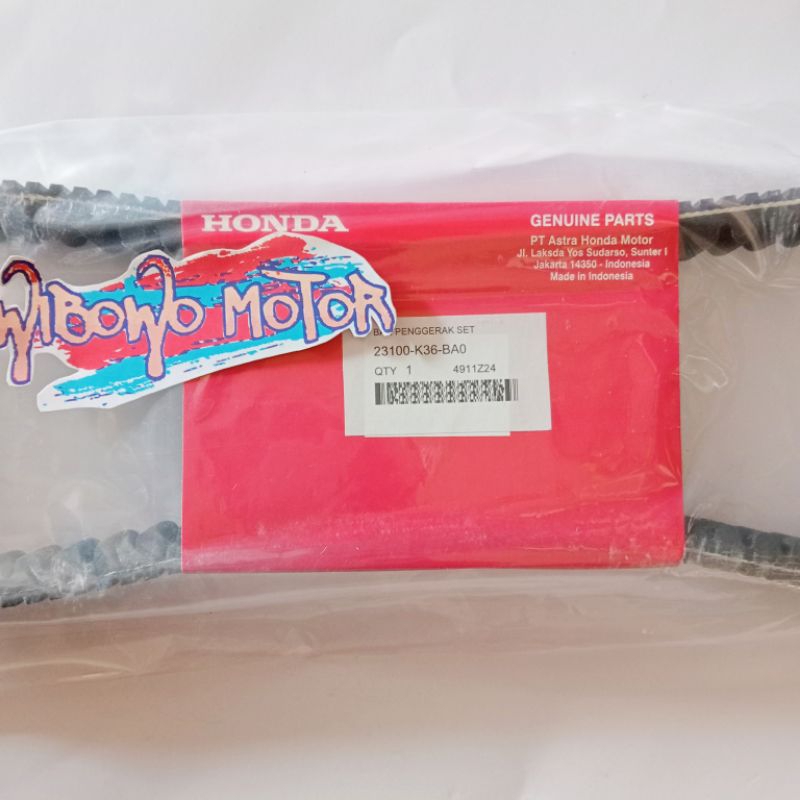 HONDA
GENUINE PARTS
PT Astra Honda Motor
Jl. Laksda Yos Sudarso, Sunter I
Jakarta 14350 - Indonesia
Made in Indonesia
WIBOWO MOTOR
PENGGERAK SET
23100-K36-BA0
QTY 1 4911Z24